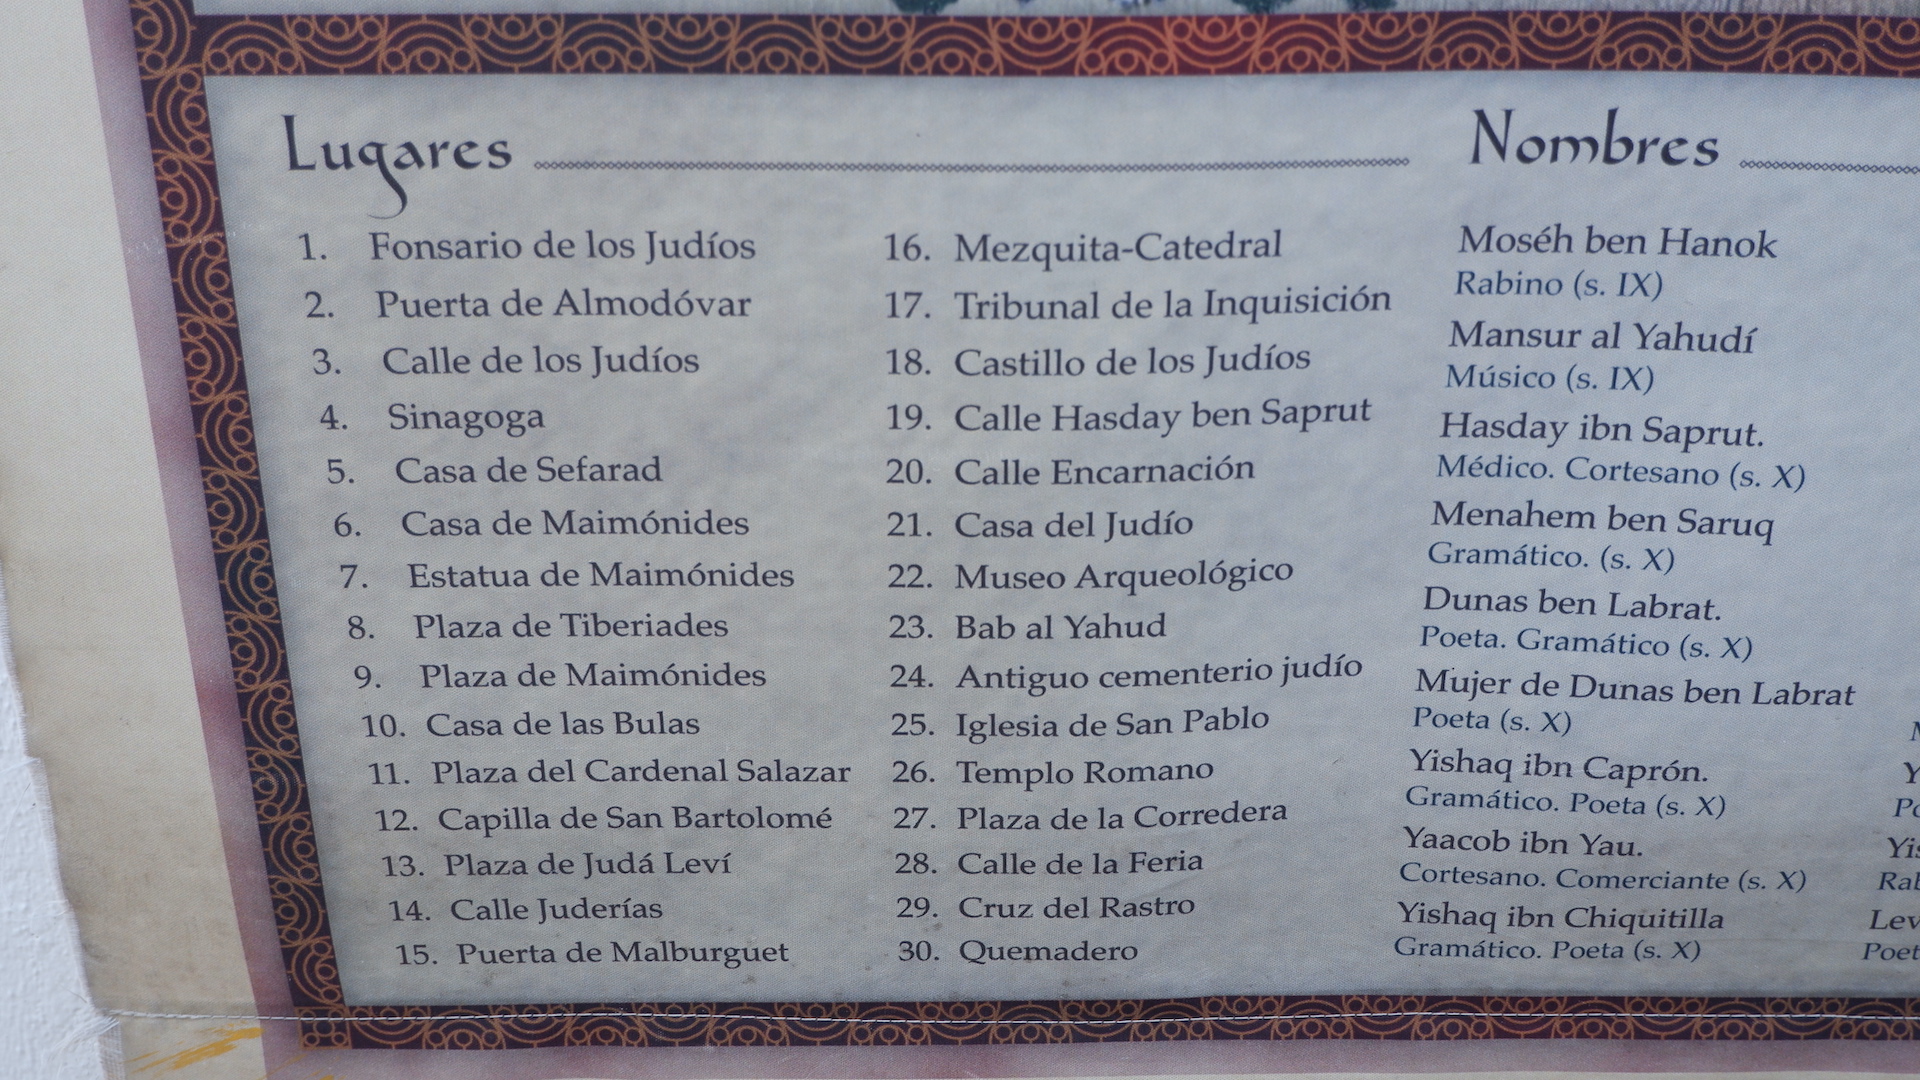 Lugares
1. Fonsario de los Judíos
2. Puerta de Almodóvar
3. Calle de los Judíos
4. Sinagoga
5. Casa de Sefarad
6. Casa de Maimónides
7. Estatua de Maimónides
8. Plaza de Tiberiades
9. Plaza de Maimónides
10. Casa de las Bulas
11. Plaza del Cardenal Salazar
12. Capilla de San Bartolomé
13. Plaza de Judá Leví
14. Calle Juderías
15. Puerta de Malburguet
16. Mezquita-Catedral
17. Tribunal de la Inquisición
18. Castillo de los Judíos
19. Calle Hasday ben Saprut
20. Calle Encarnación
21. Casa del Judío
22. Museo Arqueológico
23. Bab al Yahud
24. Antiguo cementerio judío
25. Iglesia de San Pablo
26. Templo Romano
27. Plaza de la Corredera
28. Calle de la Feria
29. Cruz del Rastro
30. Quemadero
Nombres
Moséh ben Hanok
Rabino (s. IX)
Mansur al Yahudí
Músico (s. IX)
Hasday ibn Saprut.
Médico. Cortesano (s. X)
Menahem ben Saruq
Gramático. (s. X)
Dunas ben Labrat.
Poeta. Gramático (s. X)
Mujer de Dunas ben Labrat
Poeta (s. X)
Yishaq ibn Caprón.
Gramático. Poeta (s. X)
Yaacob ibn Yau.
Cortesano. Comerciante (s. X)
Yishaq ibn Chiquitilla
Gramático. Poeta (s. X)